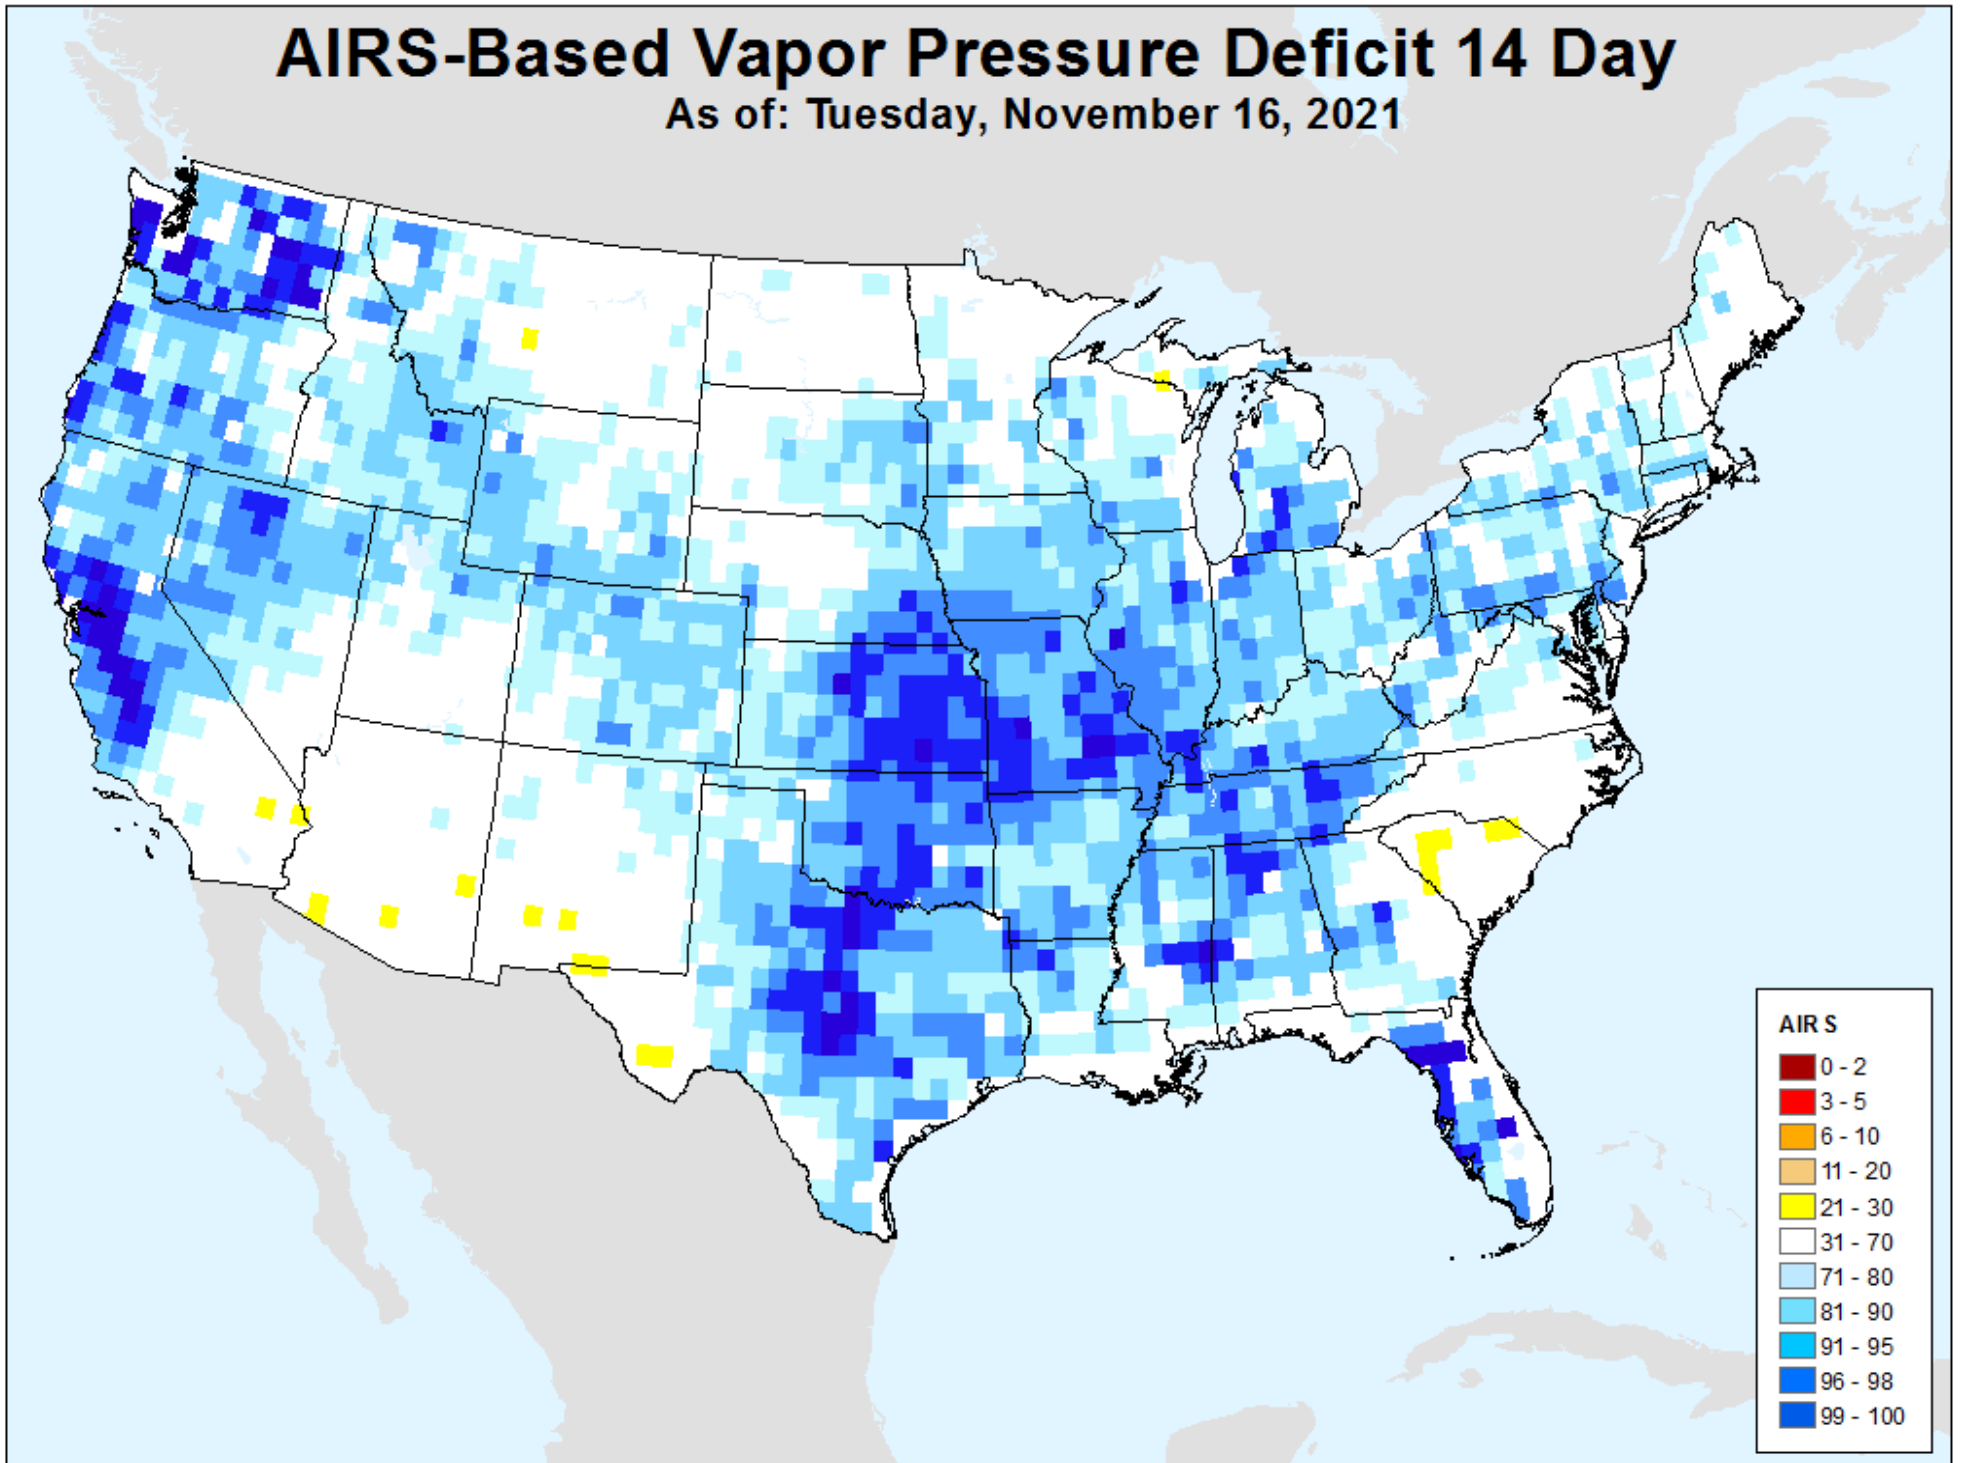 AIRS-Based Vapor Pressure Deficit 14 Day
As of: Tuesday, November 16, 2021
AIRS
0 - 2
3 - 5
6 - 10
11 - 20
21 - 30
31 - 70
71 - 80
81 - 90
91 - 95
96 - 98
99 - 100